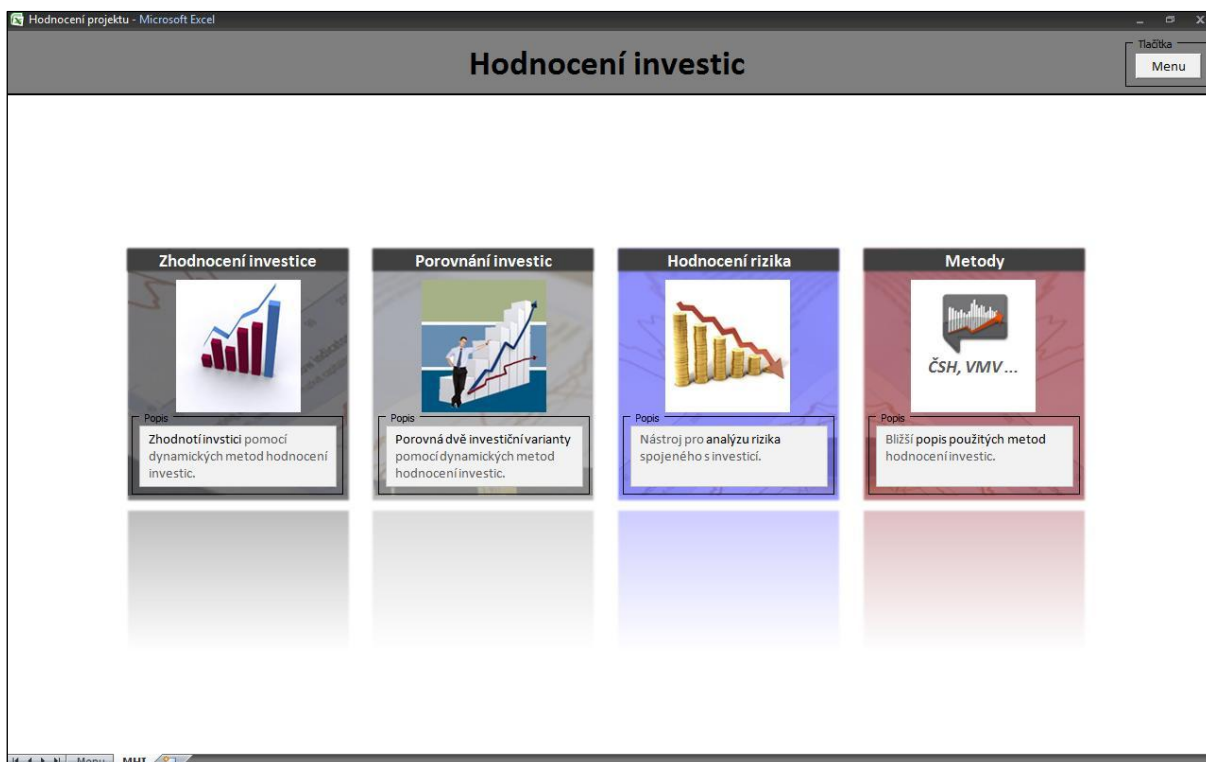 Hodnocení projektu - Microsoft Excel
Hodnocení investic
Tlačítka
Menu
Zhodnocení investice
Porovnání investic
Hodnocení rizika
Metody
ČSH, VMV ...
Popis
Zhodnotí invstici pomocí
dynamických metod hodnocení
investic.
Popis
Porovná dvě investiční varianty
pomocí dynamických metod
hodnocení investic.
Popis
Nástroj pro analýzu rizika
spojeného s investicí.
Popis
Bližší popis použitých metod
hodnocení investic.
Menu
MHI